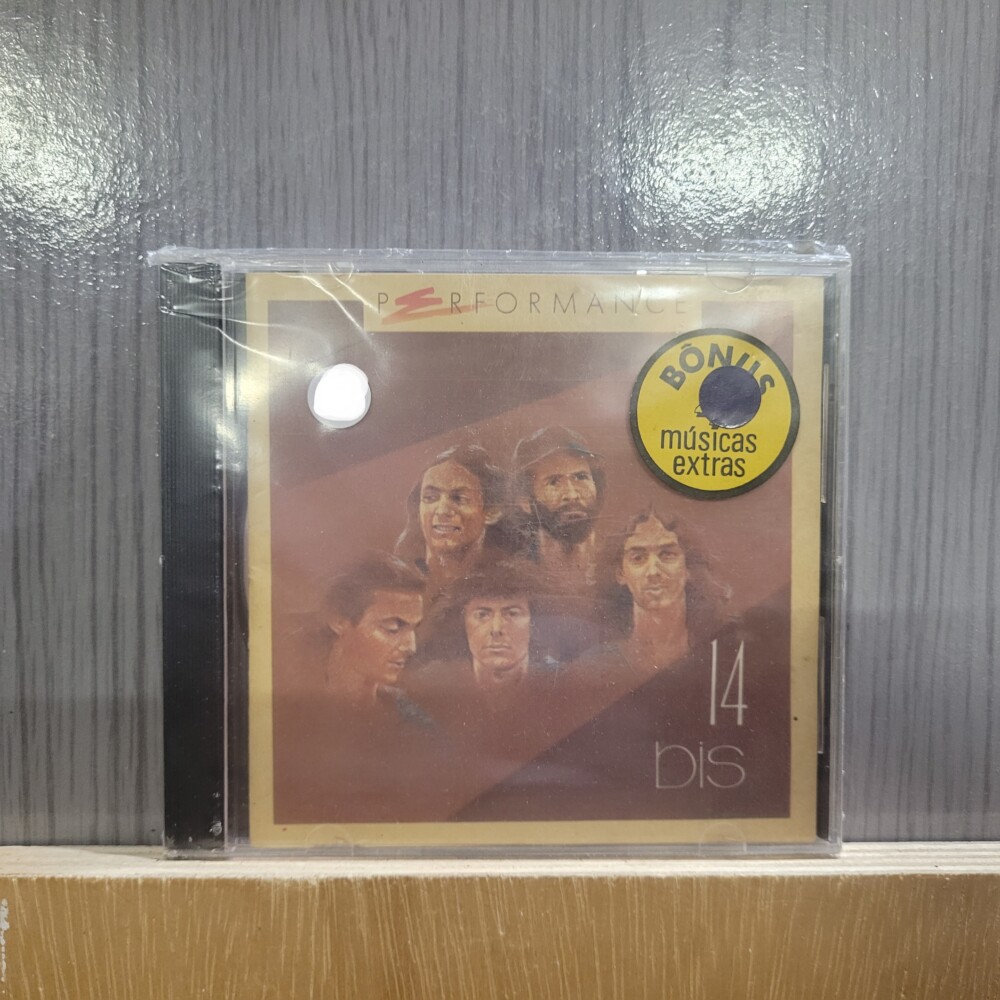 PERFORMANCE
BÔNUS
músicas
extras
14
bis